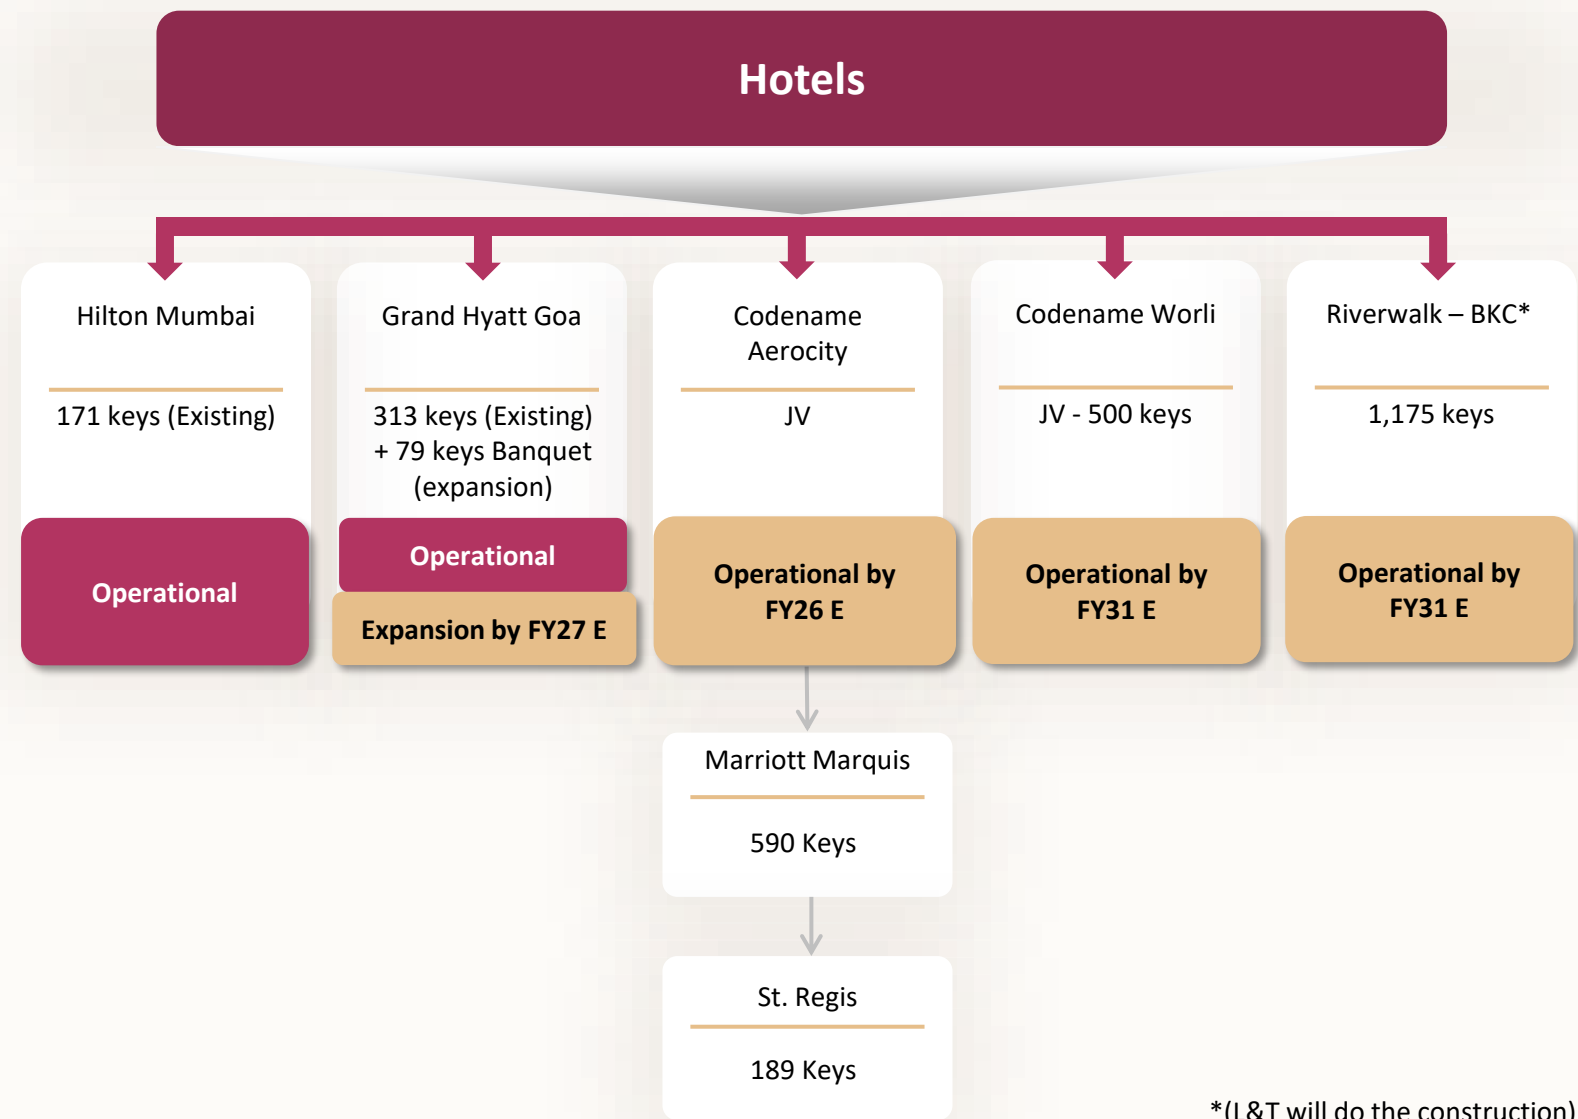 Hotels
Hilton Mumbai
171 keys (Existing)
Operational
Grand Hyatt Goa
313 keys (Existing)
+ 79 keys Banquet
(expansion)
Operational
Expansion by FY27 E
Codename
Aerocity
JV
Operational by
FY26 E
Marriott Marquis
590 Keys
St. Regis
189 Keys
Codename Worli
JV - 500 keys
Operational by
FY31 E
Riverwalk – BKC*
1,175 keys
Operational by
FY31 E
*(L&T will do the construction)